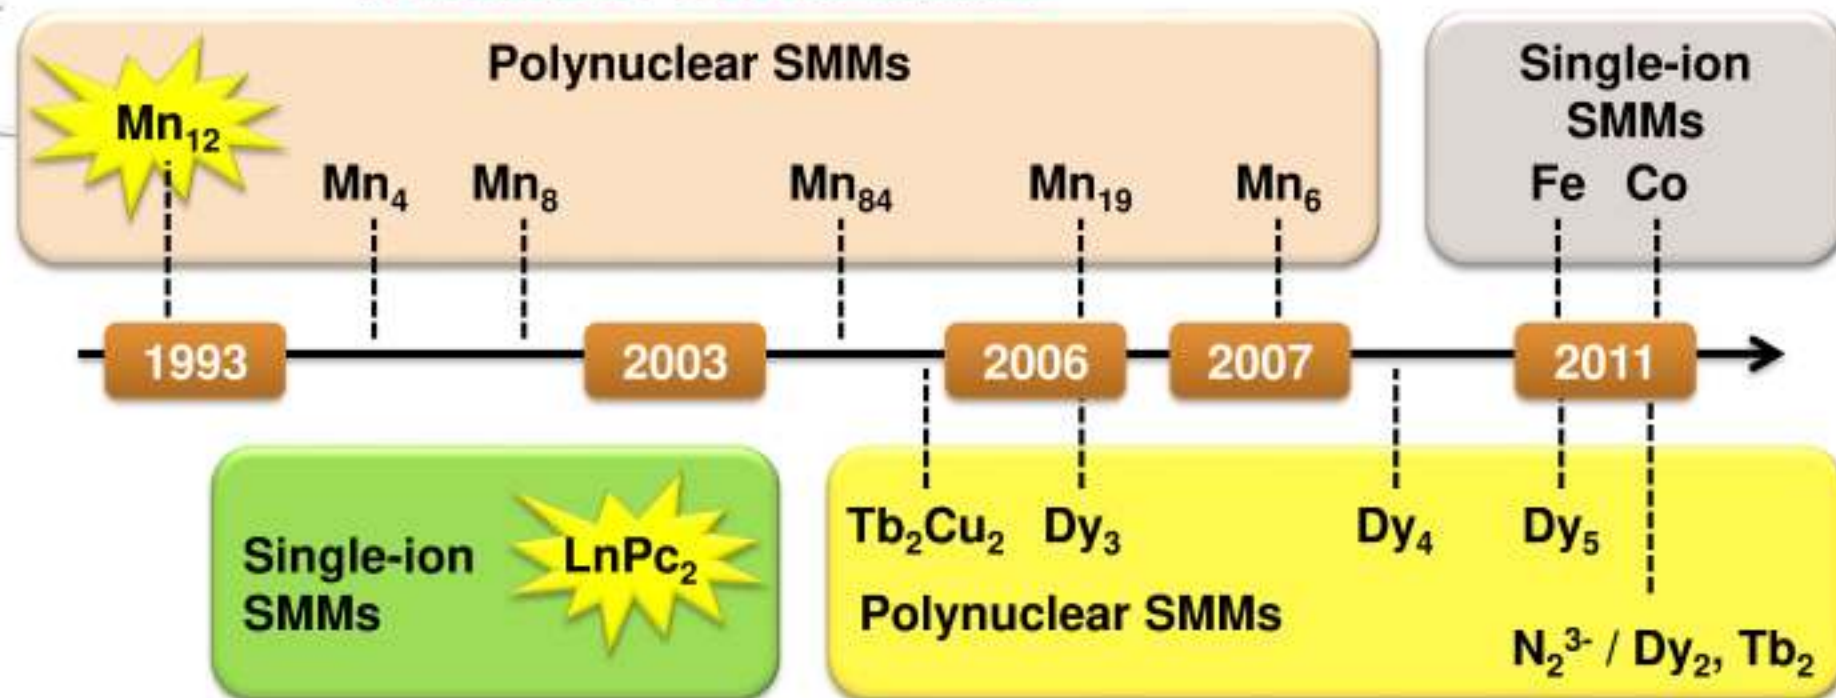 Polynuclear SMMs
Mn₁₂
Mn₄ Mn₈ Mn₈₄ Mn₁₉ Mn₆
Single-ion
SMMs
Fe Co
1993 2003 2006 2007 2011
Single-ion
SMMs
LnPc₂
Tb₂Cu₂ Dy₃ Dy₄ Dy₅
Polynuclear SMMs
N₂³⁻ / Dy₂, Tb₂